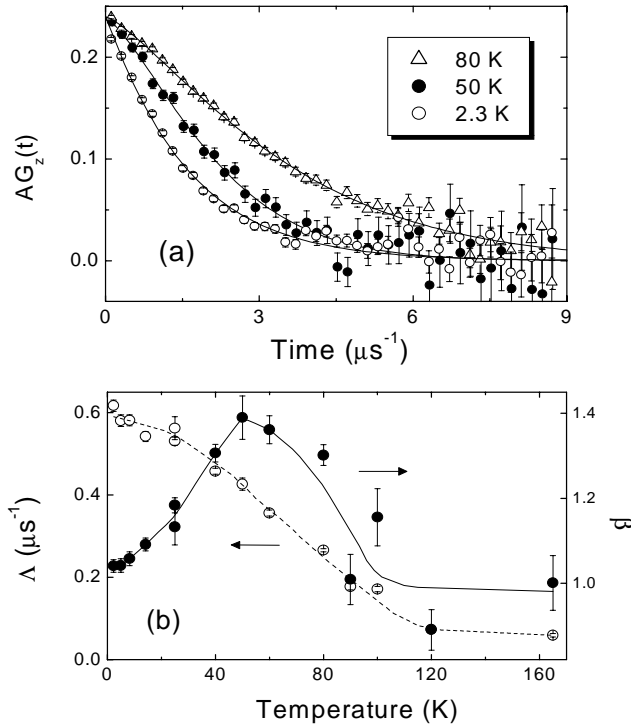 0.2
0.1
0.0
AG_z(t)
80 K
50 K
2.3 K
(a)
0 3 6 9
Time (μs⁻¹)
0.6
0.4
0.2
0.0
Λ (μs⁻¹)
1.4
1.2
1.0
β
(b)
0 40 80 120 160
Temperature (K)